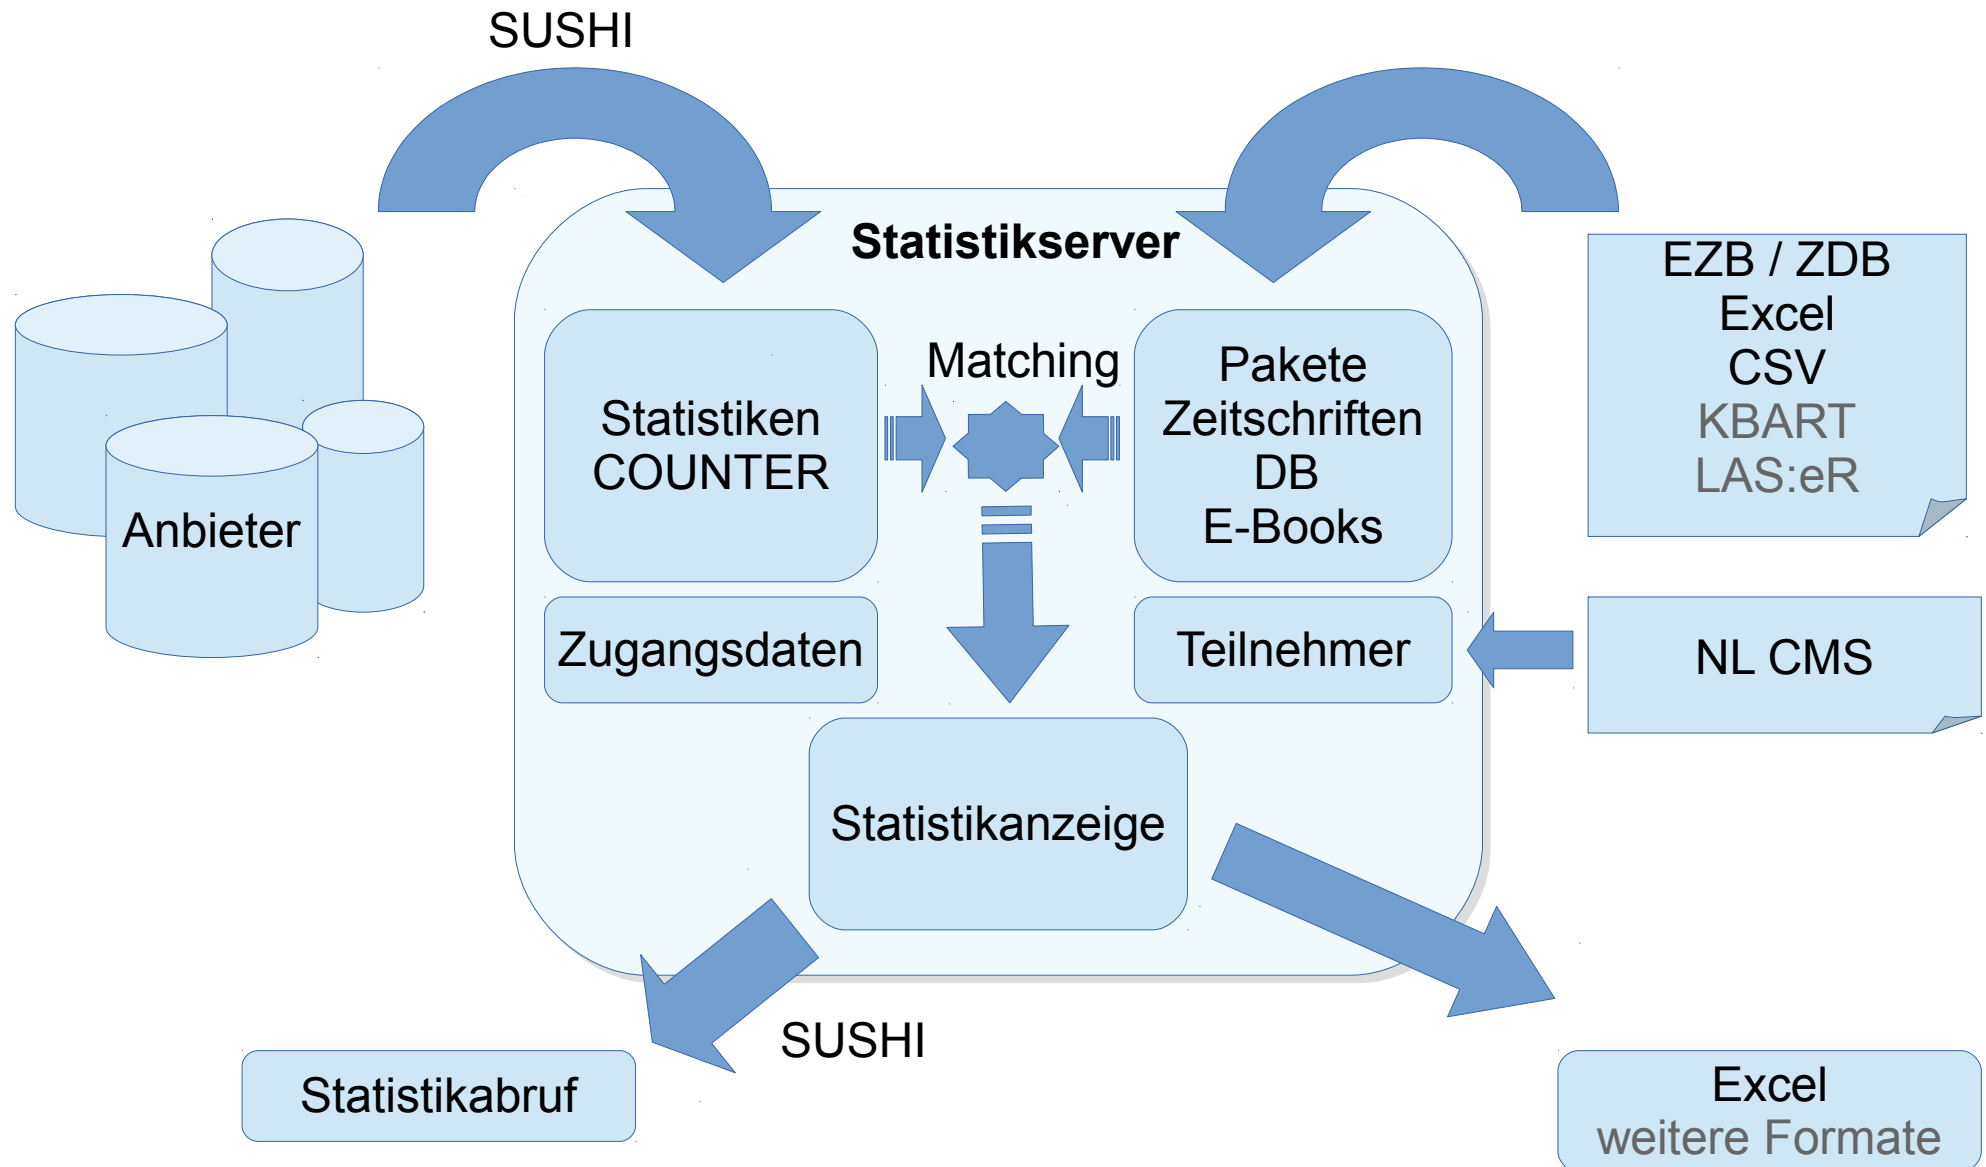 SUSHI
Statistikserver
Anbieter
Statistiken
COUNTER
Matching
Pakete
Zeitschriften
DB
E-Books
EZB / ZDB
Excel
CSV
KBART
LAS:eR
Zugangsdaten
Teilnehmer
NL CMS
Statistikanzeige
SUSHI
Statistikabruf
Excel
weitere Formate